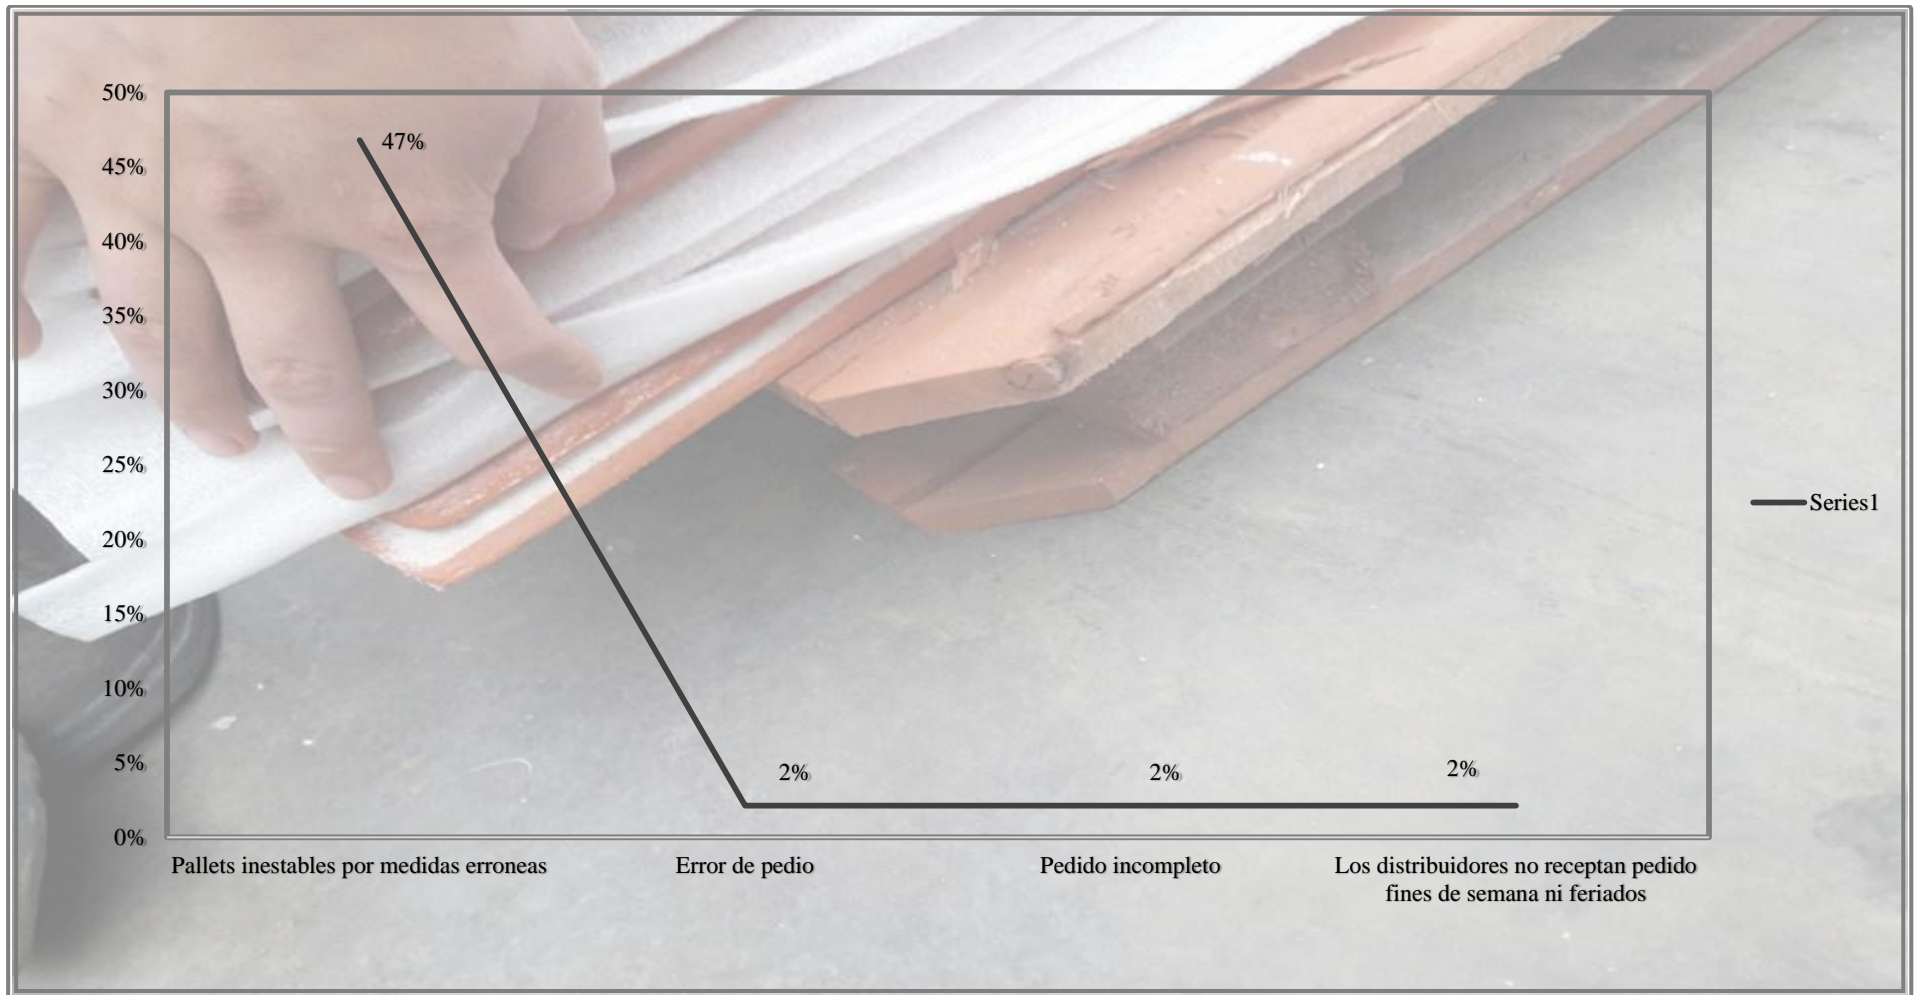 50%
45%
40%
35%
30%
25%
20%
15%
10%
5%
0%
47%
2%
2%
2%
Pallets inestables por medidas erroneas
Error de pedio
Pedido incompleto
Los distribuidores no receptan pedido
fines de semana ni feriados
Series1